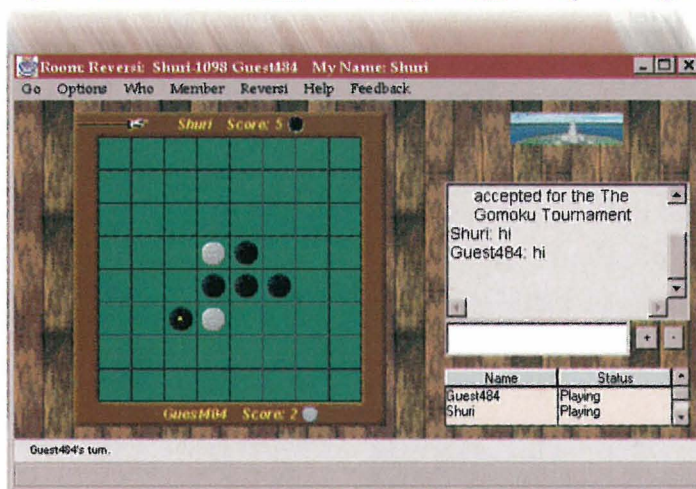 Room: Reversi: Shuri-1098 Guest484 My Name: Shuri
Go Options Who Member Reversi Help Feedback
Shuri Score: 5
accepted for the The
Gomoku Tournament
Shuri: hi
Guest484: hi
+ -
Name Status
Guest484 Playing
Shuri Playing
Guest484 Score: 2
Guest484's turn.